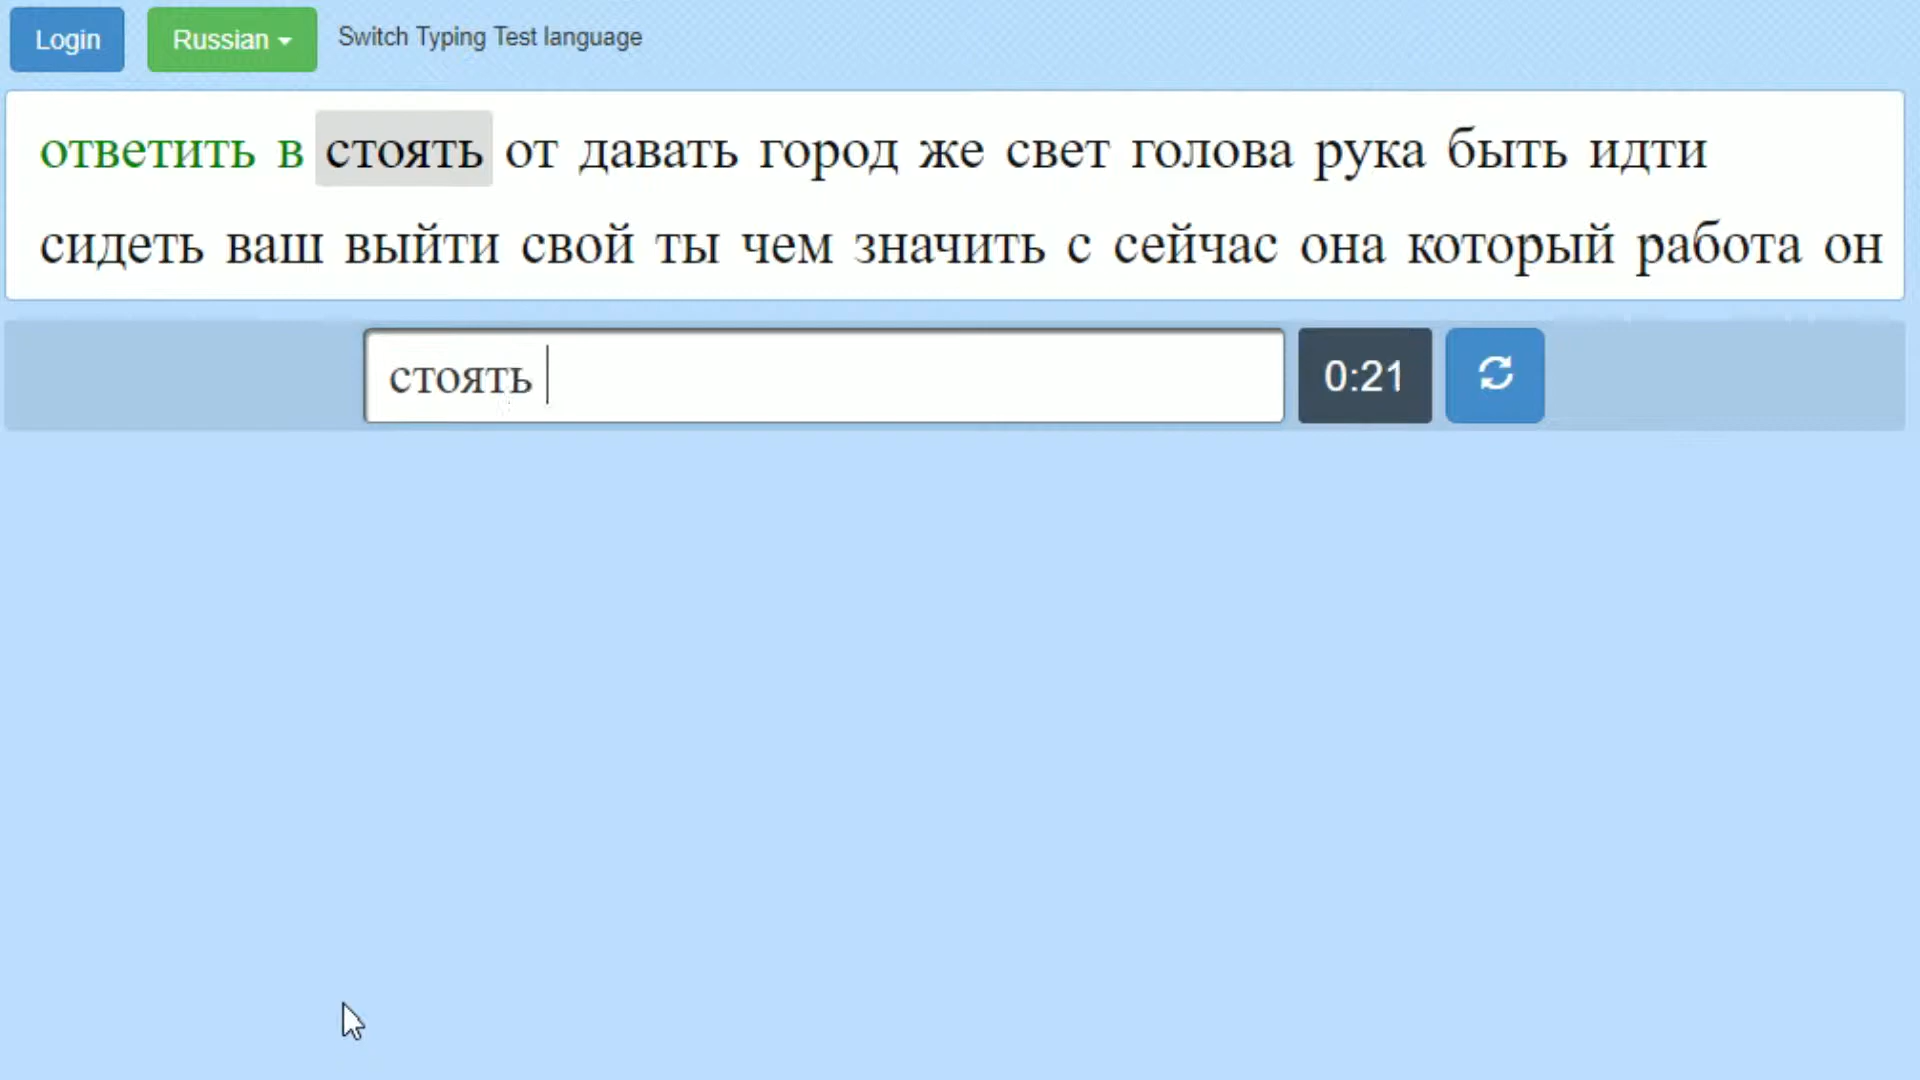 Login Russian Switch Typing Test language
ответить в стоять от давать город же свет голова рука быть идти
сидеть ваш выйти свой ты чем значить с сейчас она который работа он
стоять 0:21